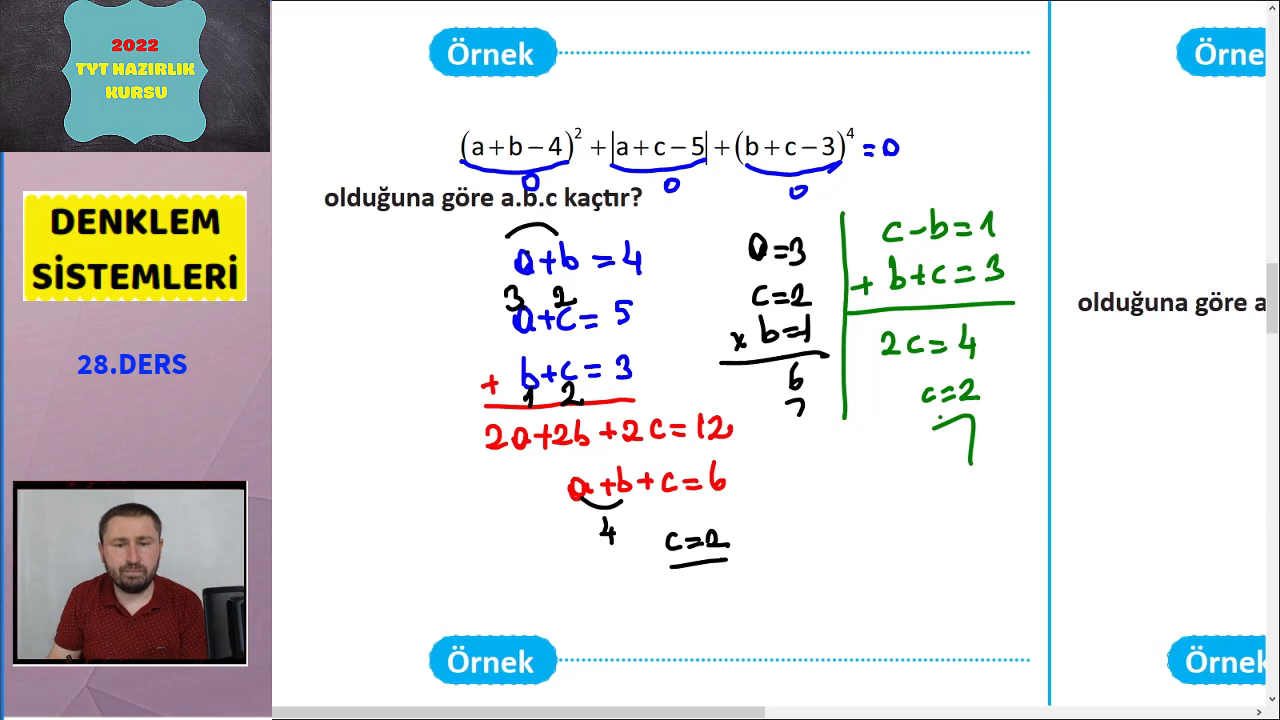 2022
TYT HAZIRLIK
KURSU
DENKLEM
SİSTEMLERİ
28.DERS
Örnek
(a+b−4)² + |a+c−5| + (b+c−3)⁴ = 0
0 0 0
olduğuna göre a.b.c kaçtır?
a+b = 4
3 2
a+c = 5
+ b+c = 3
1 2
2a+2b+2c=12
a+b+c=6
4
c=2
a=3
c=2
x b=1
6
c-b=1
+ b+c=3
2c=4
c=2
Örnek
Örne
olduğuna göre a
Örne